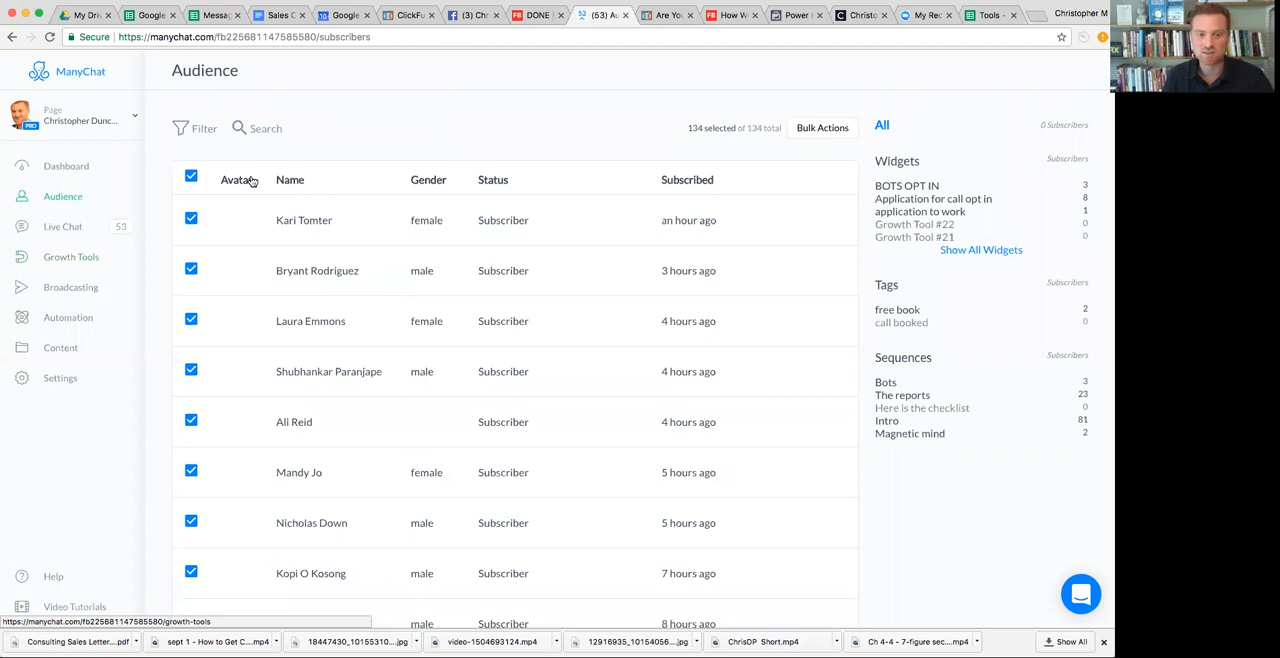 My Driv
Google
Messag
Sales C
Google
ClickFu
(3) Chr
DONE
(53) Au
Are You
How W
Power
Christo
My Rec
Tools -
Christopher M
Secure
https://manychat.com/fb225681147585580/subscribers
ManyChat
Audience
Page
Christopher Dunc...
PRO
Filter
Search
134 selected of 134 total
Bulk Actions
All
0 Subscribers
Dashboard
Audience
Live Chat
53
Growth Tools
Broadcasting
Automation
Content
Settings
Help
Video Tutorials
Avatar
Name
Gender
Status
Subscribed
Kari Tomter
female
Subscriber
an hour ago
Bryant Rodriguez
male
Subscriber
3 hours ago
Laura Emmons
female
Subscriber
4 hours ago
Shubhankar Paranjape
male
Subscriber
4 hours ago
Ali Reid
Subscriber
4 hours ago
Mandy Jo
female
Subscriber
5 hours ago
Nicholas Down
male
Subscriber
5 hours ago
Kopi O Kosong
male
Subscriber
7 hours ago
male
Subscriber
8 hours ago
Widgets
Subscribers
BOTS OPT IN
3
Application for call opt in
8
application to work
1
Growth Tool #22
0
Growth Tool #21
0
Show All Widgets
Tags
Subscribers
free book
2
call booked
0
Sequences
Subscribers
Bots
3
The reports
23
Here is the checklist
0
Intro
81
Magnetic mind
2
https://manychat.com/fb225681147585580/growth-tools
Consulting Sales Letter....pdf
sept 1 - How to Get C....mp4
18447430_10155310....jpg
video-1504693124.mp4
12916935_10154056....jpg
ChrisDP Short.mp4
Ch 4-4 - 7-figure sec....mp4
Show All